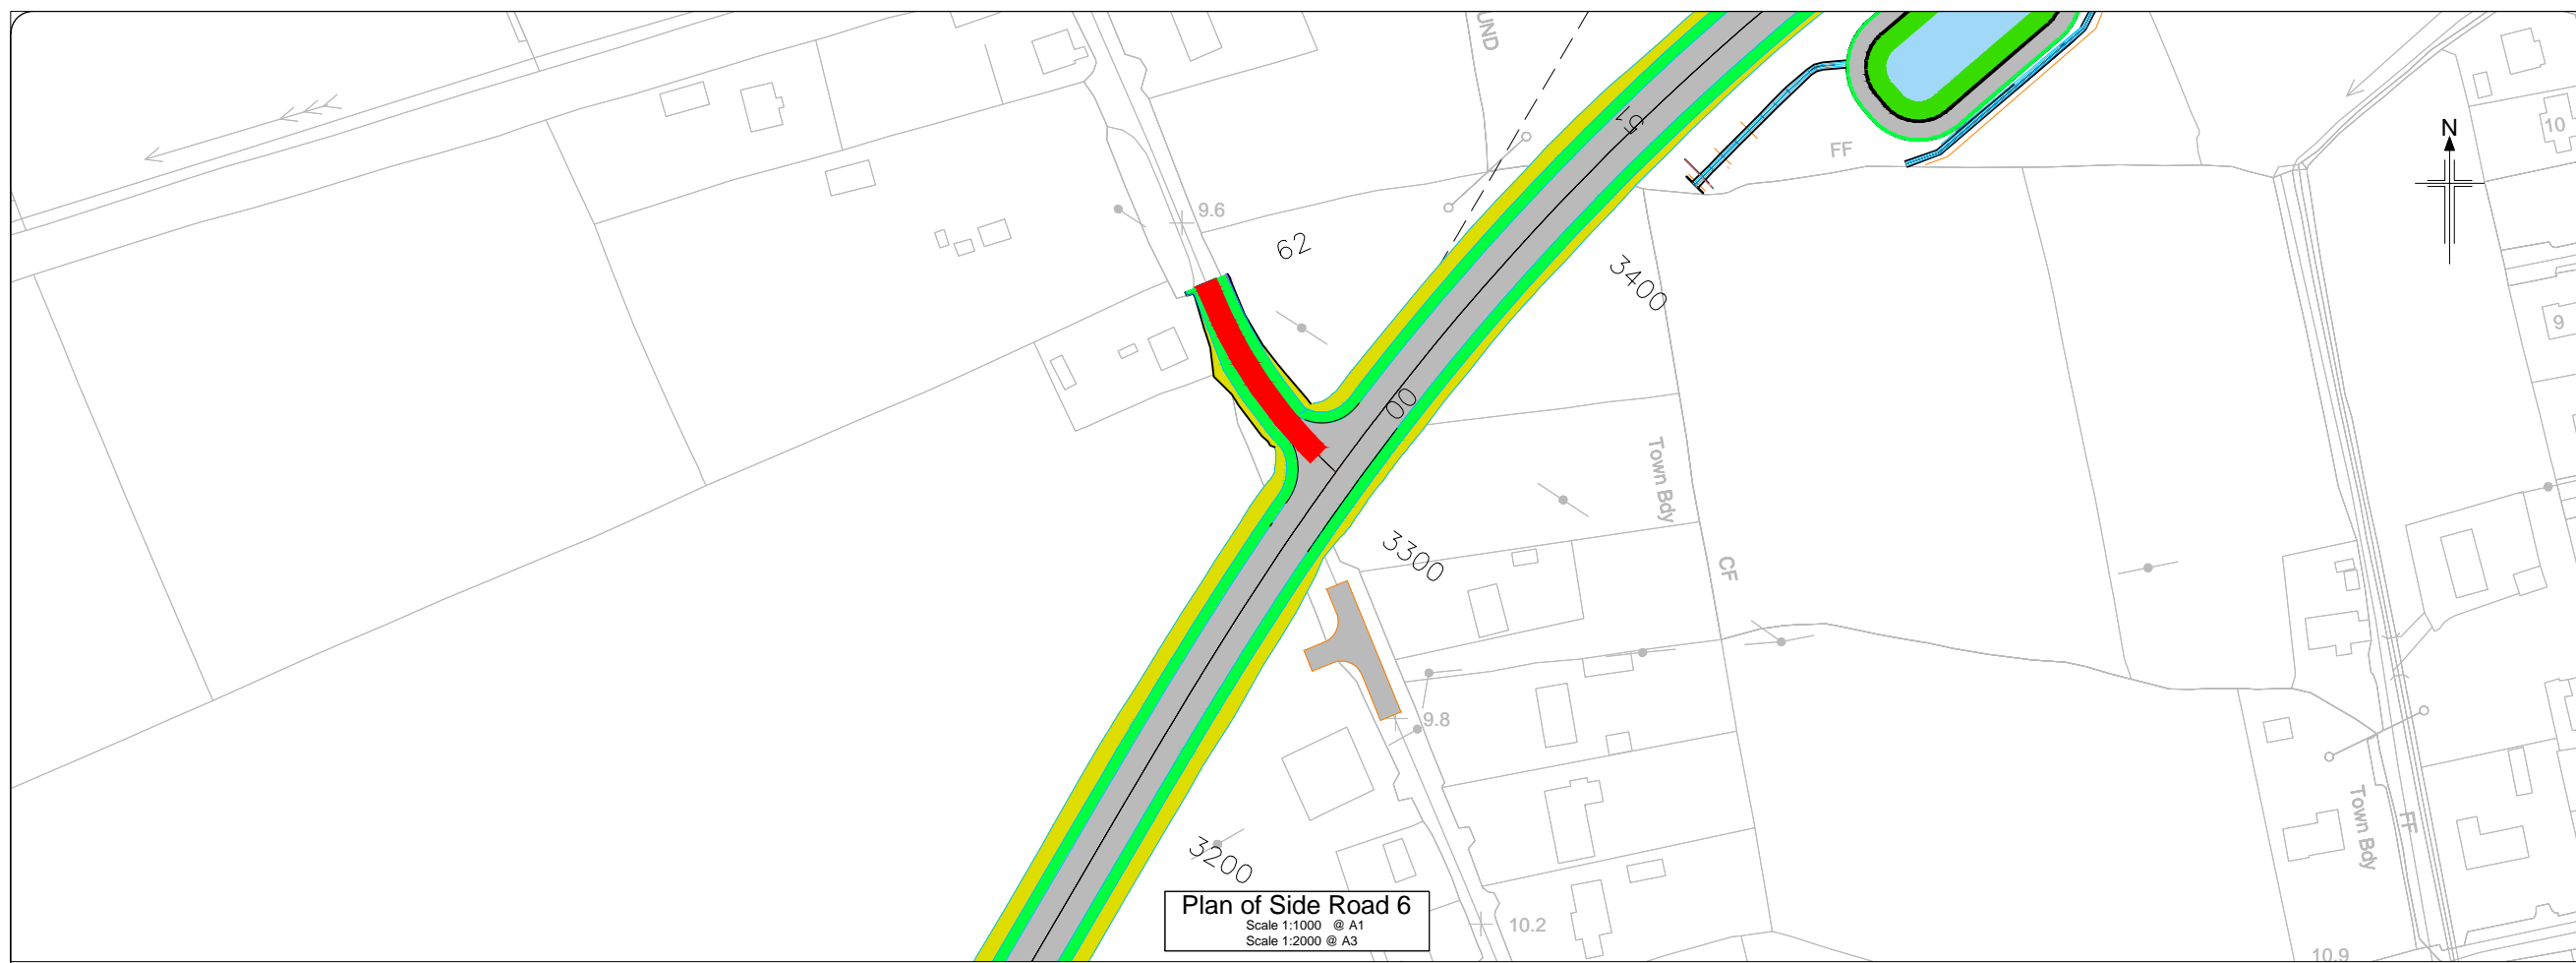 UND
51
FF
10
N
9.6
62
3400
9
00
Town Bdy
3300
CF
9.8
Town Bdy
FF
3200
Plan of Side Road 6
Scale 1:1000 @ A1
Scale 1:2000 @ A3
10.2
10.9